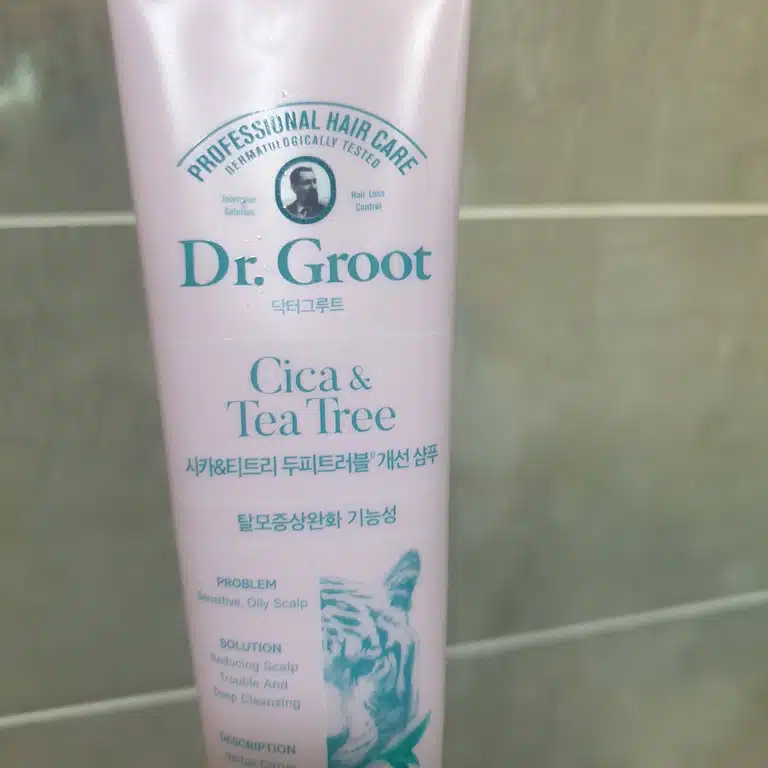 PROFESSIONAL HAIR CARE
DERMATOLOGICALLY TESTED
Intensive
Solution
Hair Loss
Control
Dr. Groot
닥터그루트
Cica &
Tea Tree
시카&티트리 두피트러블 개선 샴푸
탈모증상완화 기능성
PROBLEM
Sensitive, Oily Scalp
SOLUTION
Reducing Scalp
Trouble And
Deep Cleansing
DESCRIPTION